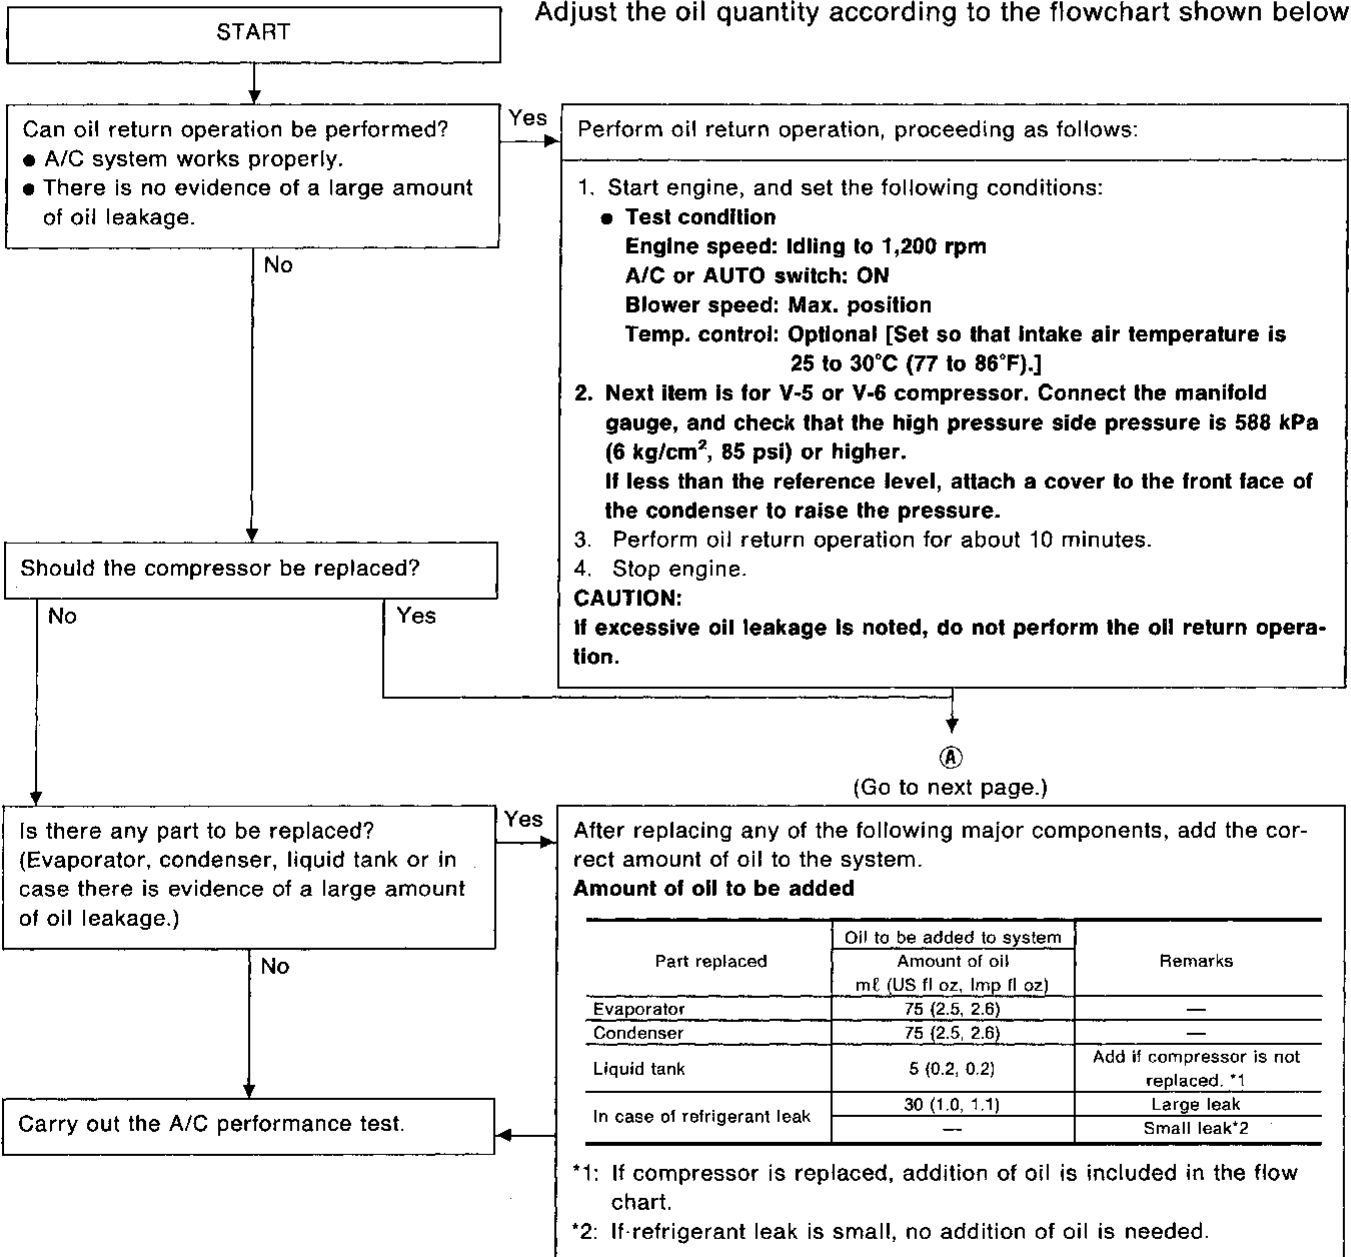 Adjust the oil quantity according to the flowchart shown below
START
Can oil return operation be performed?
● A/C system works properly.
● There is no evidence of a large amount
of oil leakage.
Yes
No
Perform oil return operation, proceeding as follows:
1. Start engine, and set the following conditions:
● Test condition
Engine speed: Idling to 1,200 rpm
A/C or AUTO switch: ON
Blower speed: Max. position
Temp. control: Optional [Set so that intake air temperature is
25 to 30°C (77 to 86°F).]
2. Next item is for V-5 or V-6 compressor. Connect the manifold
gauge, and check that the high pressure side pressure is 588 kPa
(6 kg/cm², 85 psi) or higher.
If less than the reference level, attach a cover to the front face of
the condenser to raise the pressure.
3. Perform oil return operation for about 10 minutes.
4. Stop engine.
CAUTION:
If excessive oil leakage is noted, do not perform the oil return opera-
tion.
Should the compressor be replaced?
No
Yes
Ⓐ
(Go to next page.)
Is there any part to be replaced?
(Evaporator, condenser, liquid tank or in
case there is evidence of a large amount
of oil leakage.)
Yes
No
After replacing any of the following major components, add the cor-
rect amount of oil to the system.
Amount of oil to be added
Oil to be added to system
Part replaced Amount of oil Remarks
mℓ (US fl oz, Imp fl oz)
Evaporator 75 (2.5, 2.6) —
Condenser 75 (2.5, 2.6) —
Liquid tank 5 (0.2, 0.2) Add if compressor is not
replaced. *1
In case of refrigerant leak 30 (1.0, 1.1) Large leak
— Small leak*2
*1: If compressor is replaced, addition of oil is included in the flow
chart.
*2: If refrigerant leak is small, no addition of oil is needed.
Carry out the A/C performance test.